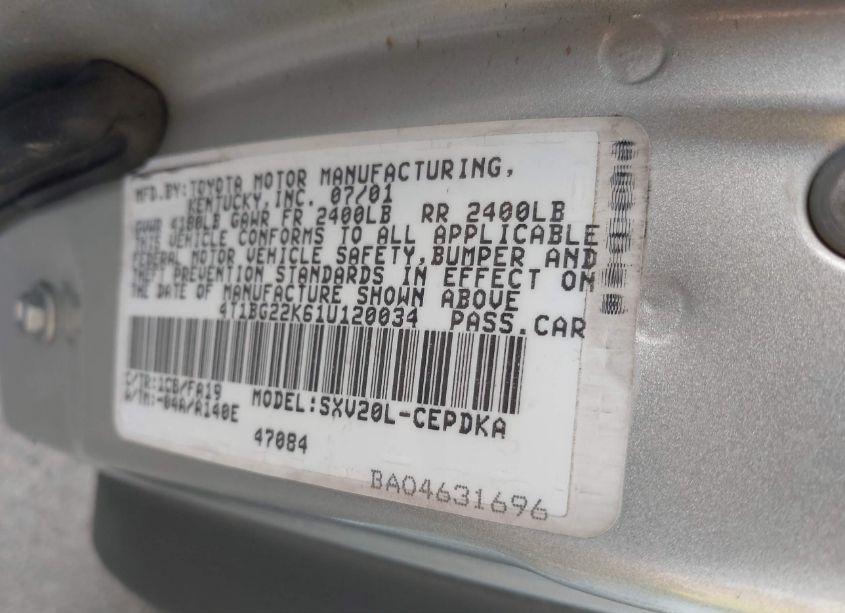 MFD.BY:TOYOTA MOTOR MANUFACTURING,
KENTUCKY,INC. 07/01
GVWR 4180LB GAWR FR 2400LB RR 2400LB
THIS VEHICLE CONFORMS TO ALL APPLICABLE
FEDERAL MOTOR VEHICLE SAFETY,BUMPER AND
THEFT PREVENTION STANDARDS IN EFFECT ON
THE DATE OF MANUFACTURE SHOWN ABOVE
4T1BG22K61U120034 PASS.CAR
C/TR:1C8/FA19
A/TM:-04A/A140E
MODEL:SXV20L-CEPDKA
47084
BA04631696